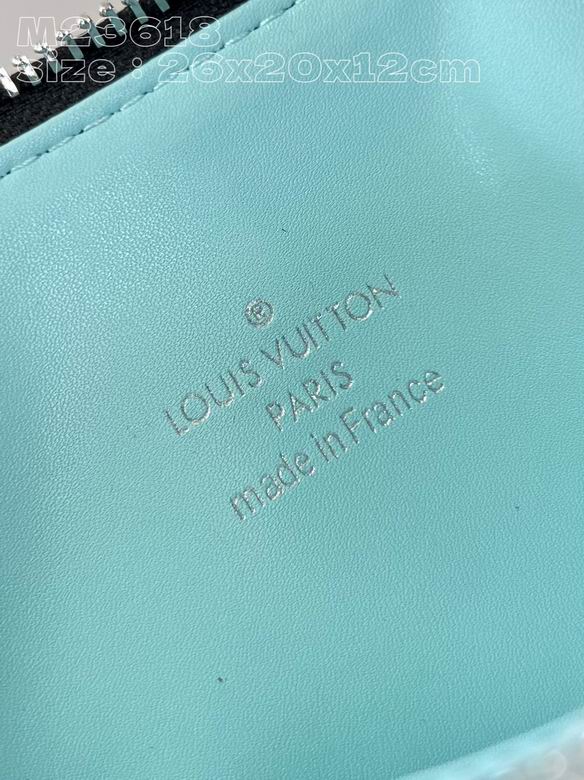 M23618
size : 26x20x12cm
®
LOUIS VUITTON
PARIS
made in France